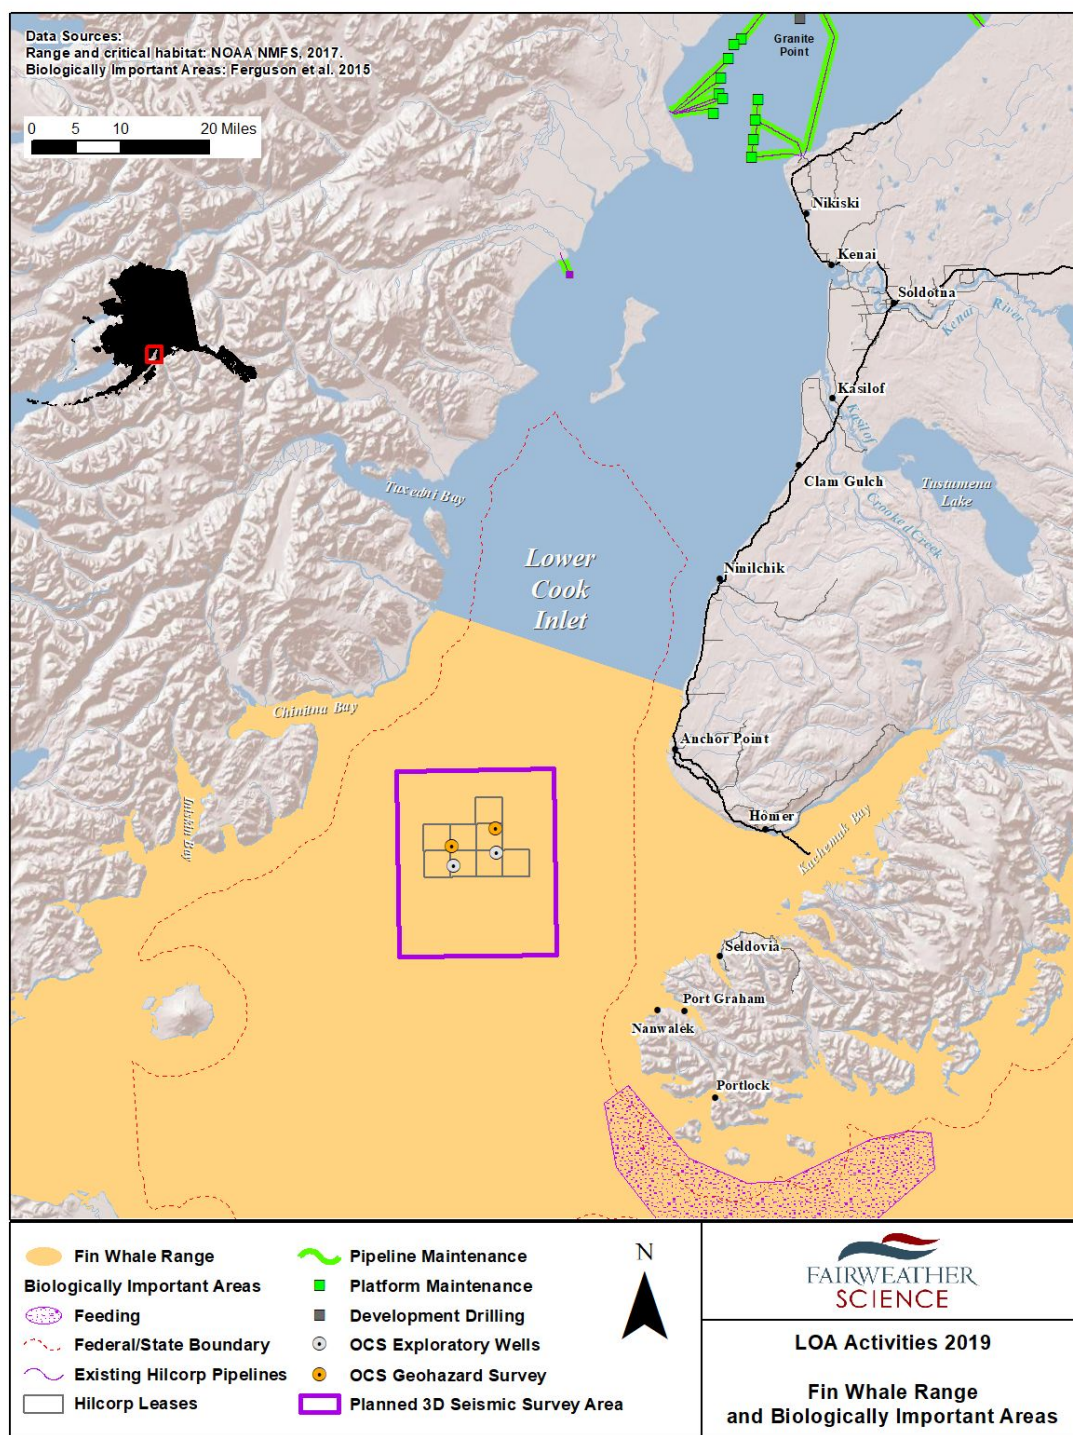 Data Sources:
Range and critical habitat: NOAA NMFS, 2017.
Biologically Important Areas: Ferguson et al. 2015
0 5 10 20 Miles
Granite
Point
Nikiski
Kenai
Soldotna
Kenai River
Kasilof
Kasilof
Tuxedni Bay
Clam Gulch
Tustumena
Lake
Crooked Creek
Lower
Cook
Inlet
Ninilchik
Chinitna Bay
Anchor Point
Iniskin Bay
Homer
Kachemak Bay
Seldovia
Port Graham
Nanwalek
Portlock
Fin Whale Range
Biologically Important Areas
Feeding
Federal/State Boundary
Existing Hilcorp Pipelines
Hilcorp Leases
Pipeline Maintenance
Platform Maintenance
Development Drilling
OCS Exploratory Wells
OCS Geohazard Survey
Planned 3D Seismic Survey Area
N
FAIRWEATHER
SCIENCE
LOA Activities 2019
Fin Whale Range
and Biologically Important Areas